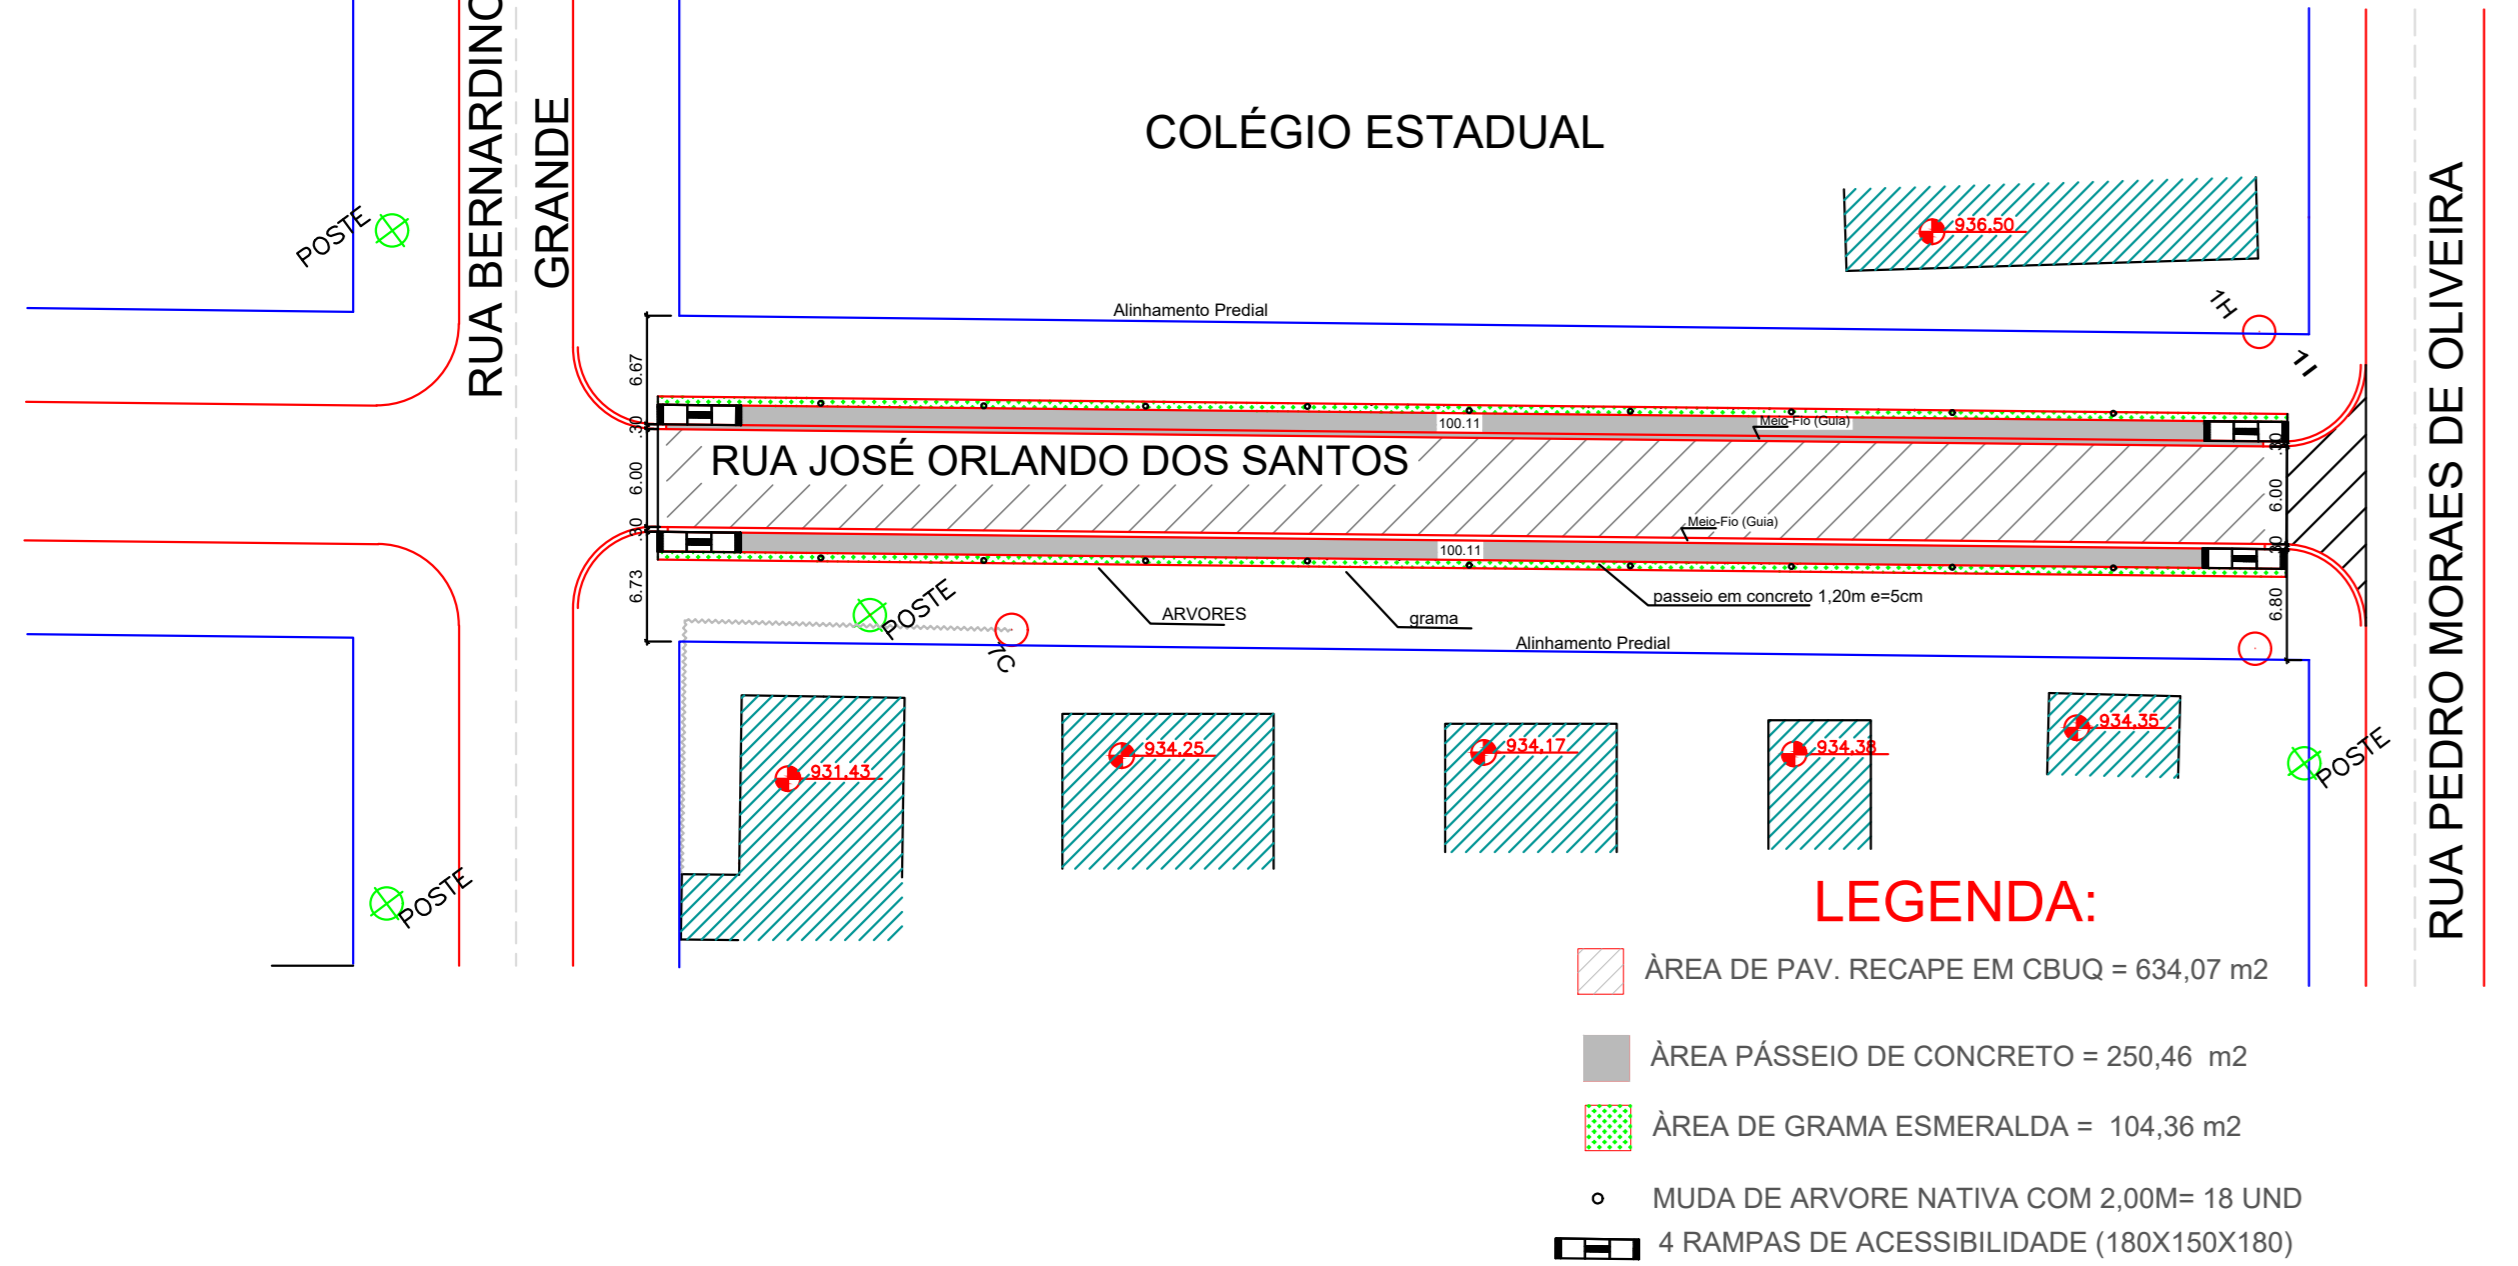 RUA BERNARDINO
GRANDE
COLÉGIO ESTADUAL
RUA PEDRO MORAES DE OLIVEIRA
POSTE
936.50
1H
1I
Alinhamento Predial
6.67
.30
6.00
.30
6.73
100.11
Meio-Fio (Guia)
RUA JOSÉ ORLANDO DOS SANTOS
.30
6.00
.30
6.80
Meio-Fio (Guia)
100.11
POSTE
7C
ARVORES
grama
passeio em concreto 1,20m e=5cm
Alinhamento Predial
931.43
934.25
934.17
934.38
934.35
POSTE
POSTE
LEGENDA:
ÀREA DE PAV. RECAPE EM CBUQ = 634,07 m2
ÀREA PÁSSEIO DE CONCRETO = 250,46 m2
ÀREA DE GRAMA ESMERALDA = 104,36 m2
MUDA DE ARVORE NATIVA COM 2,00M= 18 UND
4 RAMPAS DE ACESSIBILIDADE (180X150X180)